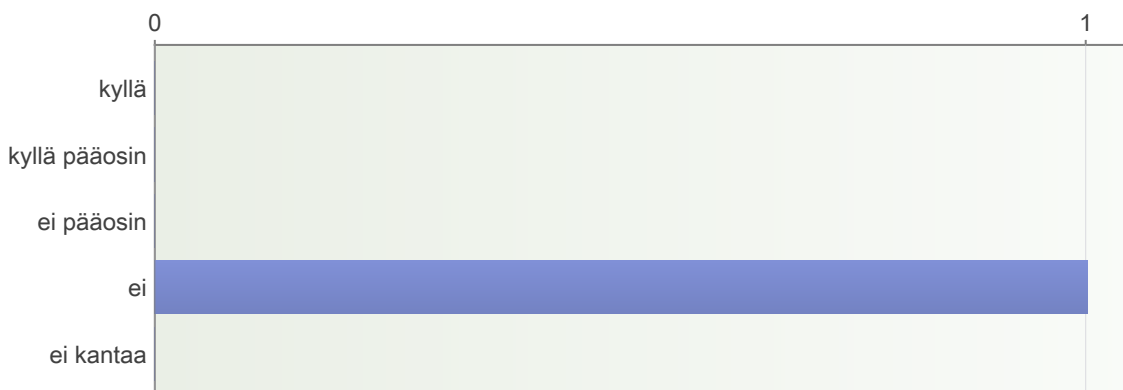 0 1
kyllä
kyllä pääosin
ei pääosin
ei
ei kantaa